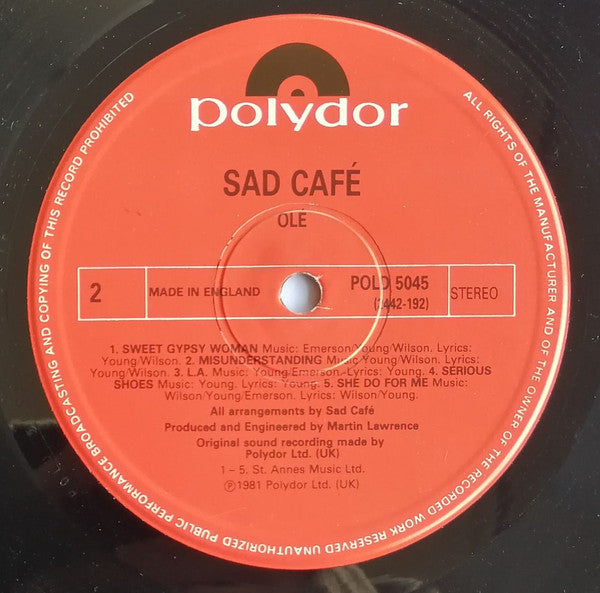 polydor
SAD CAFÉ
OLÉ
2
MADE IN ENGLAND
POLD 5045
(2442-192)
STEREO
1. SWEET GYPSY WOMAN Music: Emerson/Young/Wilson. Lyrics:
Young/Wilson. 2. MISUNDERSTANDING Music: Young/Wilson. Lyrics:
Young/Wilson. 3. L.A. Music: Young/Emerson. Lyrics: Young. 4. SERIOUS
SHOES Music: Young. Lyrics: Young. 5. SHE DO FOR ME Music:
Wilson/Young/Emerson. Lyrics: Wilson/Young.
All arrangements by Sad Café
Produced and Engineered by Martin Lawrence
Original sound recording made by
Polydor Ltd. (UK)
1 – 5. St. Annes Music Ltd.
℗1981 Polydor Ltd. (UK)
ALL RIGHTS OF THE MANUFACTURER AND OF THE OWNER OF THE RECORDED WORK RESERVED UNAUTHORIZED PUBLIC PERFORMANCE BROADCASTING AND COPYING OF THIS RECORD PROHIBITED